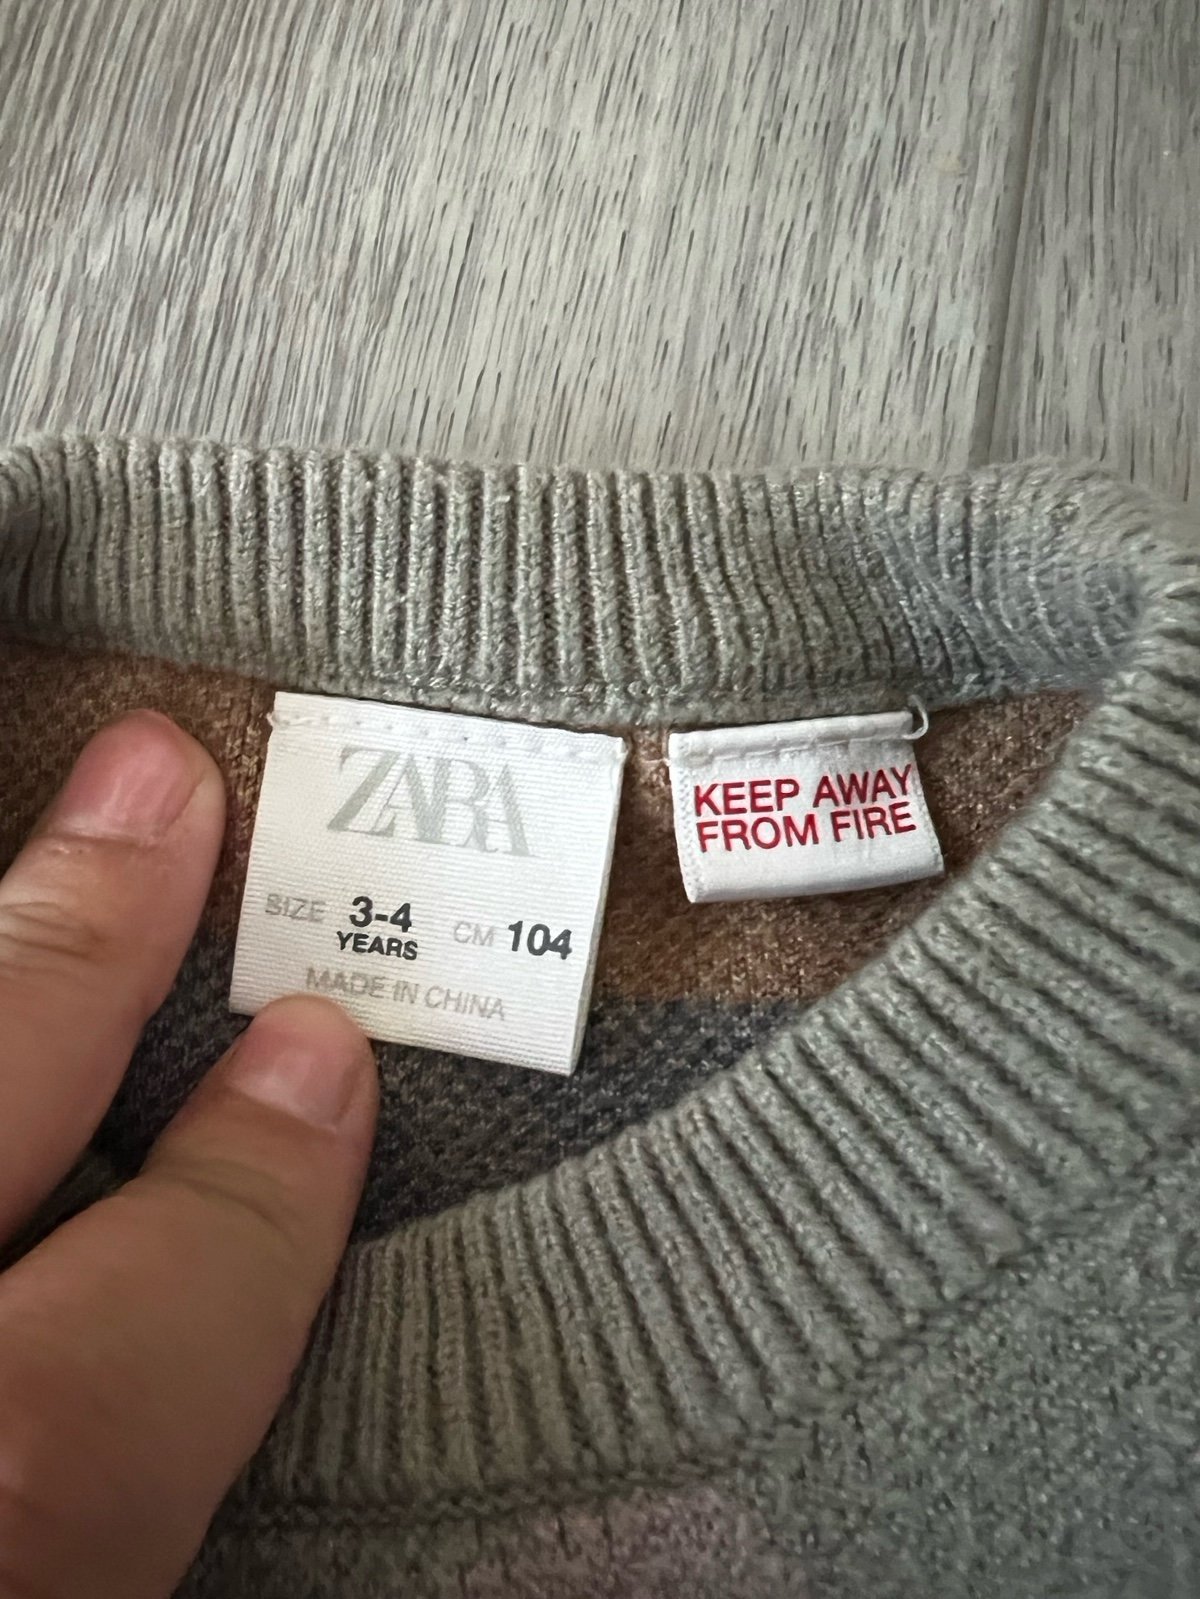 ZARA
SIZE 3-4 YEARS CM 104
MADE IN CHINA
KEEP AWAY
FROM FIRE